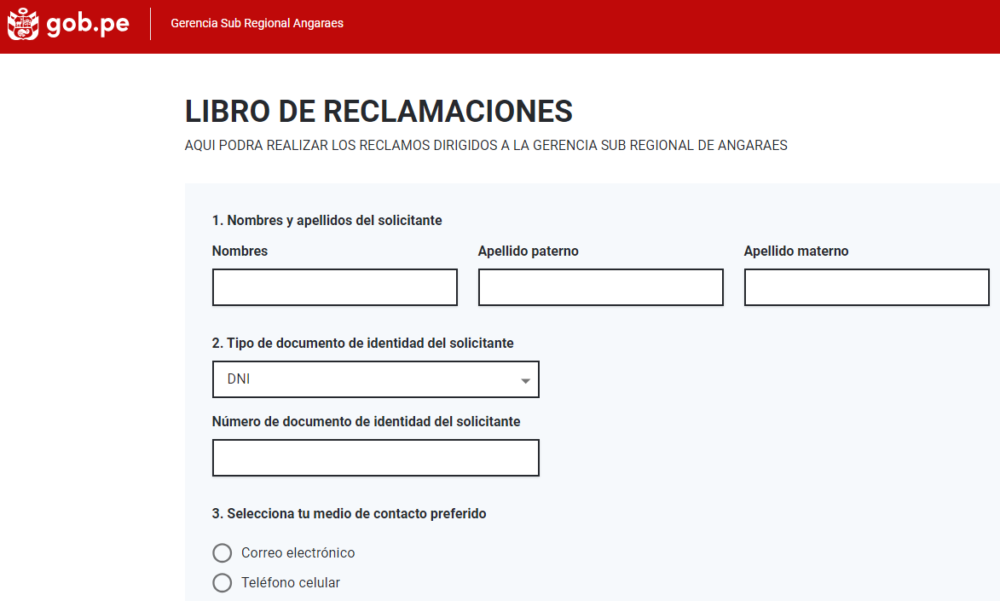 gob.pe
Gerencia Sub Regional Angaraes
LIBRO DE RECLAMACIONES
AQUI PODRA REALIZAR LOS RECLAMOS DIRIGIDOS A LA GERENCIA SUB REGIONAL DE ANGARAES
1. Nombres y apellidos del solicitante
Nombres Apellido paterno Apellido materno
2. Tipo de documento de identidad del solicitante
DNI
Número de documento de identidad del solicitante
3. Selecciona tu medio de contacto preferido
Correo electrónico
Teléfono celular